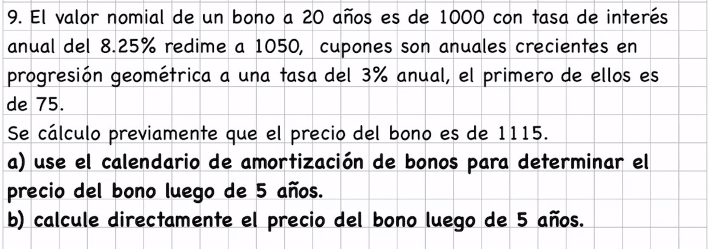 9. El valor nomial de un bono a 20 años es de 1000 con tasa de interés
anual del 8.25% redime a 1050, cupones son anuales crecientes en
progresión geométrica a una tasa del 3% anual, el primero de ellos es
de 75.
Se cálculo previamente que el precio del bono es de 1115.
a) use el calendario de amortización de bonos para determinar el
precio del bono luego de 5 años.
b) calcule directamente el precio del bono luego de 5 años.